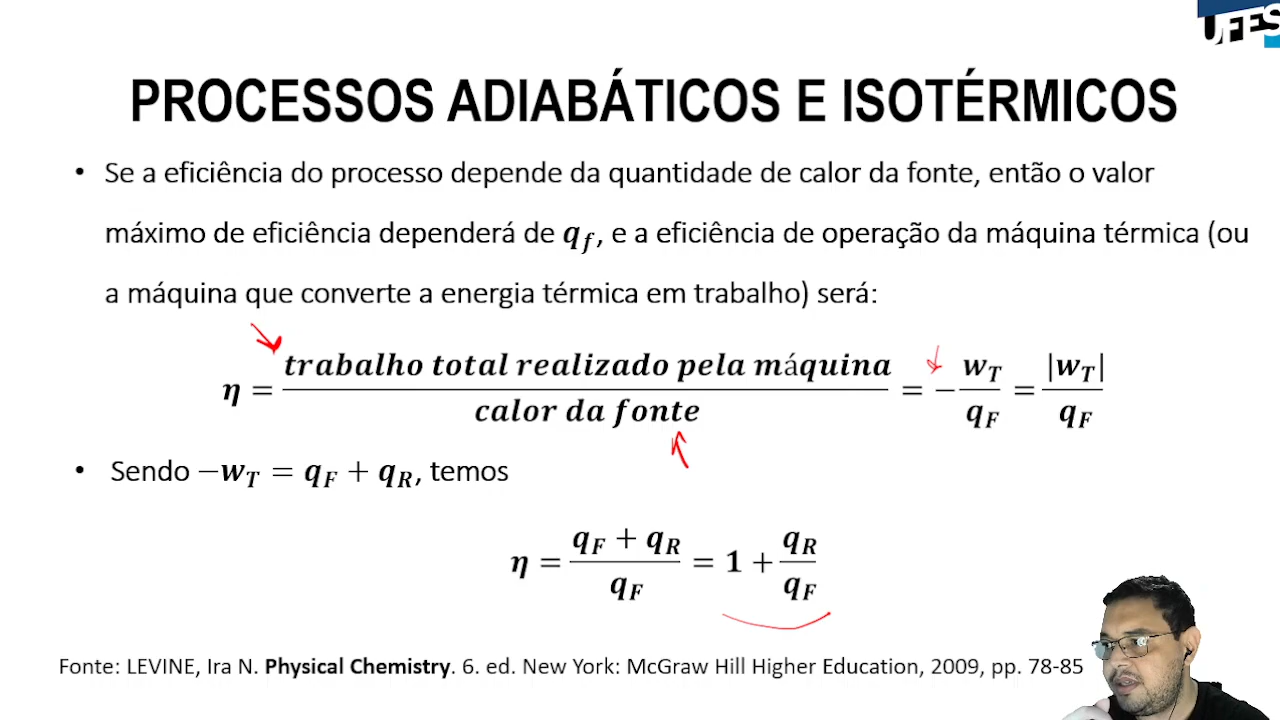 UFES
PROCESSOS ADIABÁTICOS E ISOTÉRMICOS
• Se a eficiência do processo depende da quantidade de calor da fonte, então o valor
máximo de eficiência dependerá de q_f, e a eficiência de operação da máquina térmica (ou
a máquina que converte a energia térmica em trabalho) será:
η = trabalho total realizado pela máquina / calor da fonte = − w_T / q_F = |w_T| / q_F
• Sendo −w_T = q_F + q_R, temos
η = q_F + q_R / q_F = 1 + q_R / q_F
Fonte: LEVINE, Ira N. Physical Chemistry. 6. ed. New York: McGraw Hill Higher Education, 2009, pp. 78-85